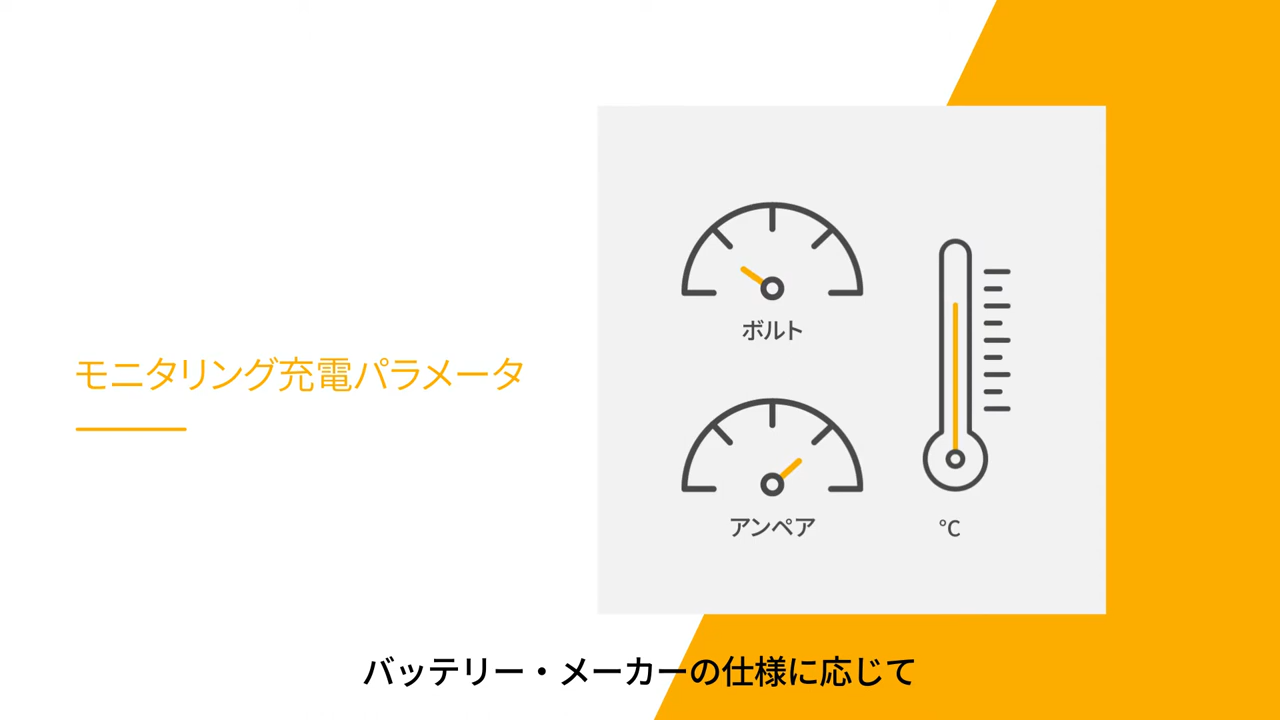 モニタリング充電パラメータ
ボルト
アンペア
℃
バッテリー・メーカーの仕様に応じて